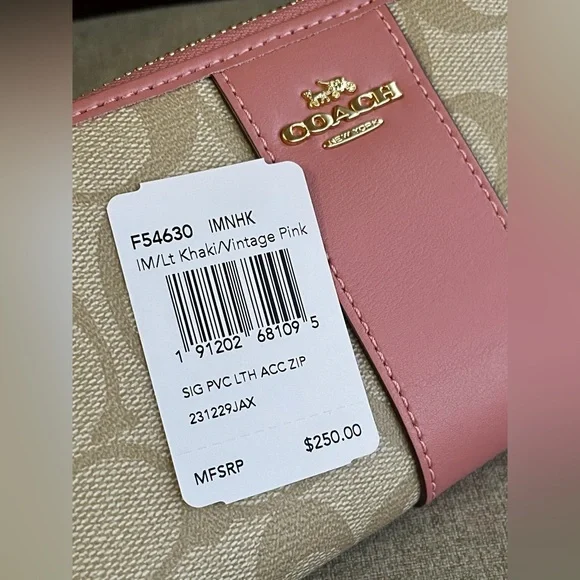 COACH
NEW YORK
F54630 IMNHK
IM/Lt Khaki/Vintage Pink
1 91202 68109 5
SIG PVC LTH ACC ZIP
231229JAX
MFSRP $250.00